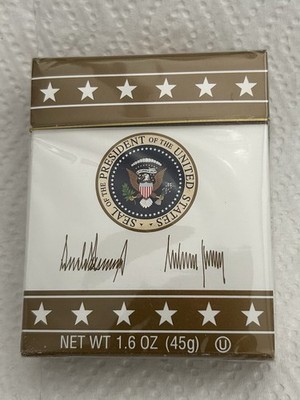 SEAL OF THE PRESIDENT OF THE UNITED STATES
NET WT 1.6 OZ (45g) U